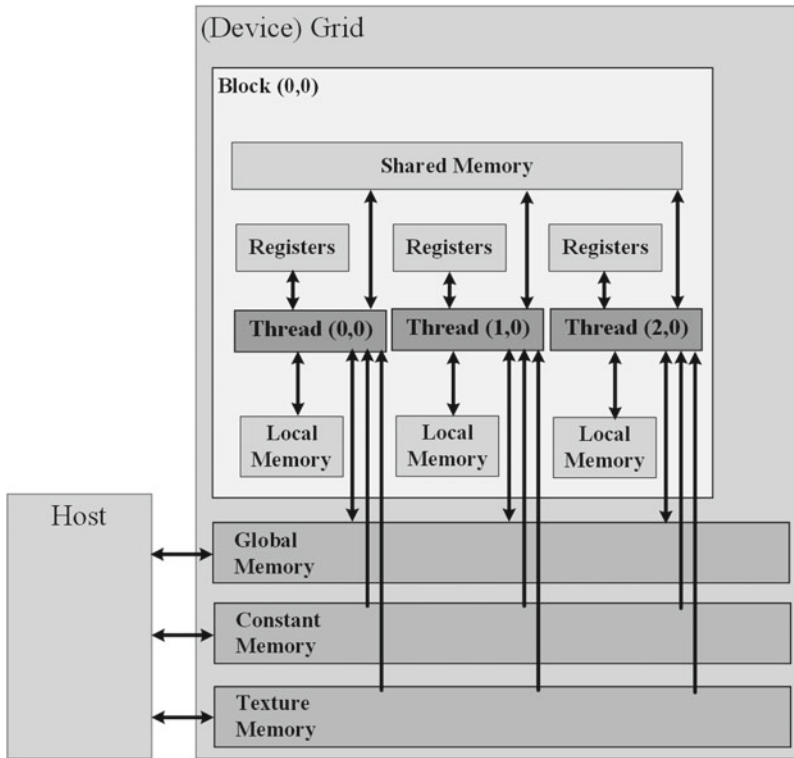 (Device) Grid
Block (0,0)
Shared Memory
Registers
Registers
Registers
Thread (0,0)
Thread (1,0)
Thread (2,0)
Local
Memory
Local
Memory
Local
Memory
Host
Global
Memory
Constant
Memory
Texture
Memory